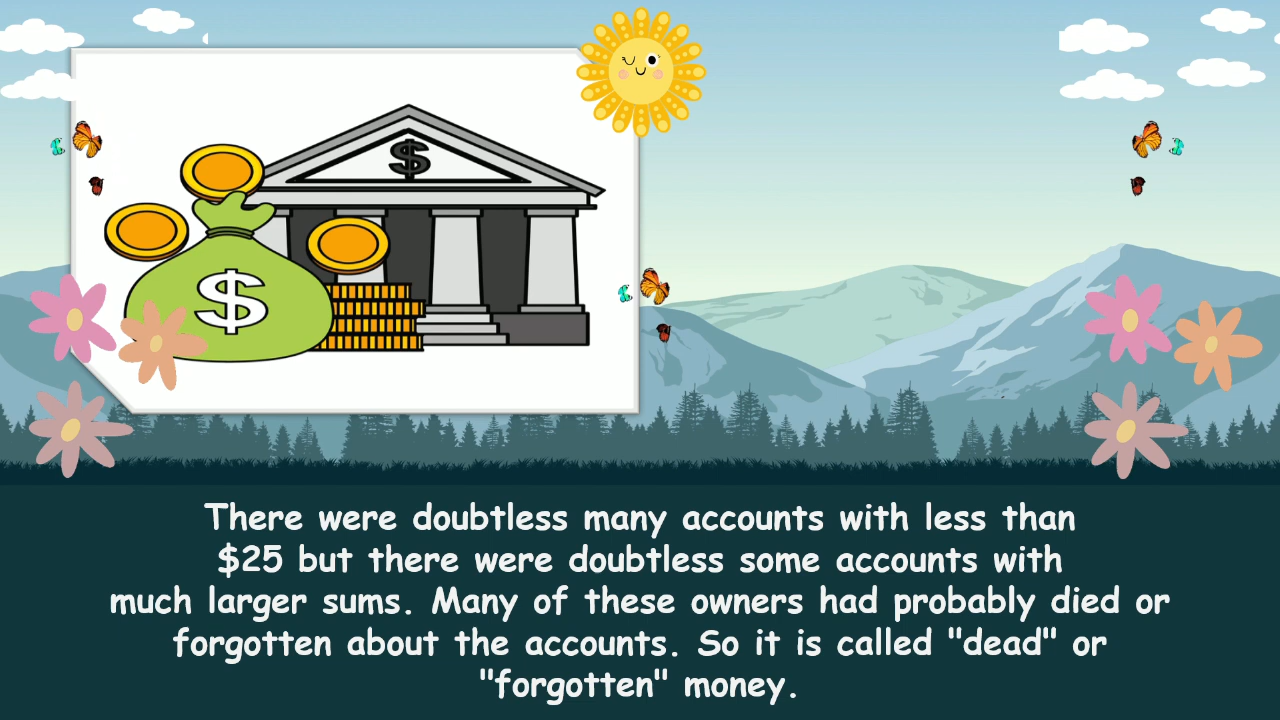 $
$
There were doubtless many accounts with less than
$25 but there were doubtless some accounts with
much larger sums. Many of these owners had probably died or
forgotten about the accounts. So it is called "dead" or
"forgotten" money.